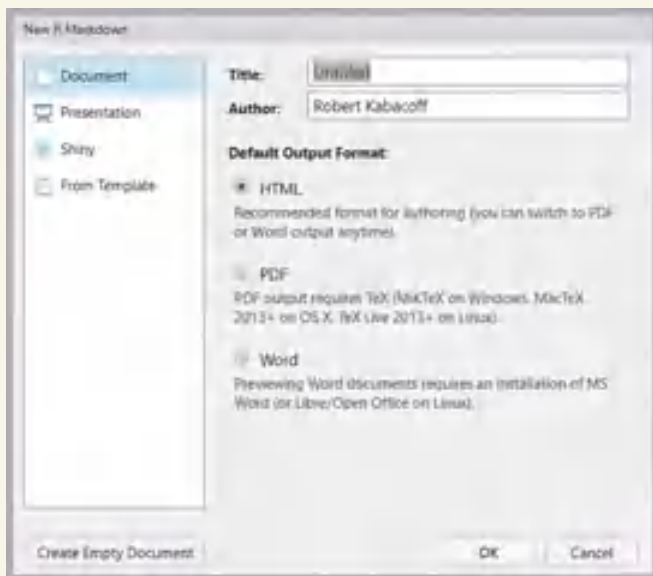 New R Markdown
Document
Presentation
Shiny
From Template
Title: Untitled
Author: Robert Kabacoff
Default Output Format:
HTML
Recommended format for authoring (you can switch to PDF
or Word output anytime).
PDF
PDF output requires TeX (MiKTeX on Windows, MacTeX
2013+ on OS X, TeX Live 2013+ on Linux).
Word
Previewing Word documents requires an installation of MS
Word (or Libre/Open Office on Linux).
Create Empty Document
OK
Cancel